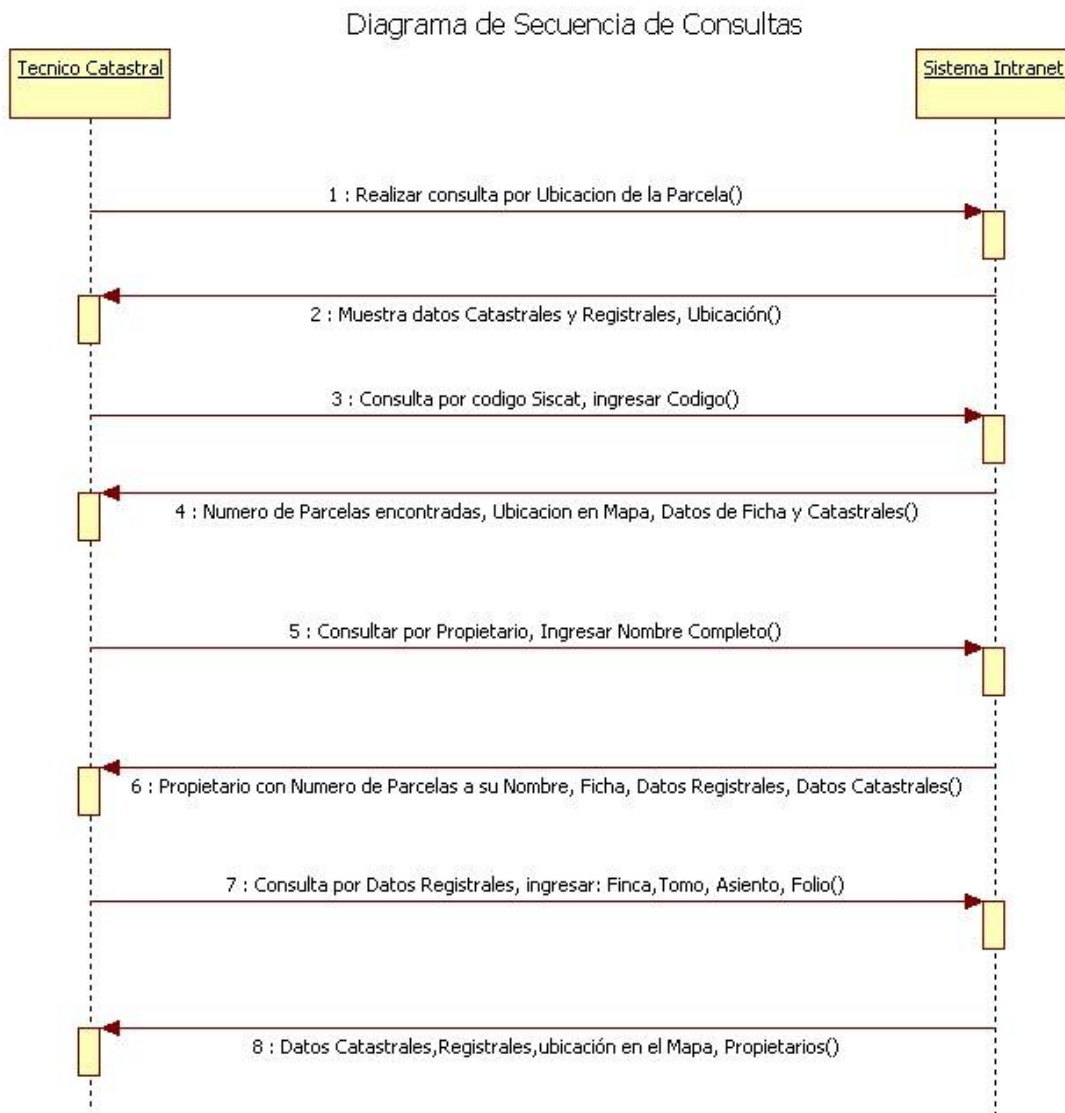 Diagrama de Secuencia de Consultas
Tecnico Catastral
Sistema Intranet
1 : Realizar consulta por Ubicacion de la Parcela()
2 : Muestra datos Catastrales y Registrales, Ubicación()
3 : Consulta por codigo Siscat, ingresar Codigo()
4 : Numero de Parcelas encontradas, Ubicacion en Mapa, Datos de Ficha y Catastrales()
5 : Consultar por Propietario, Ingresar Nombre Completo()
6 : Propietario con Numero de Parcelas a su Nombre, Ficha, Datos Registrales, Datos Catastrales()
7 : Consulta por Datos Registrales, ingresar: Finca,Tomo, Asiento, Folio()
8 : Datos Catastrales,Registrales,ubicación en el Mapa, Propietarios()